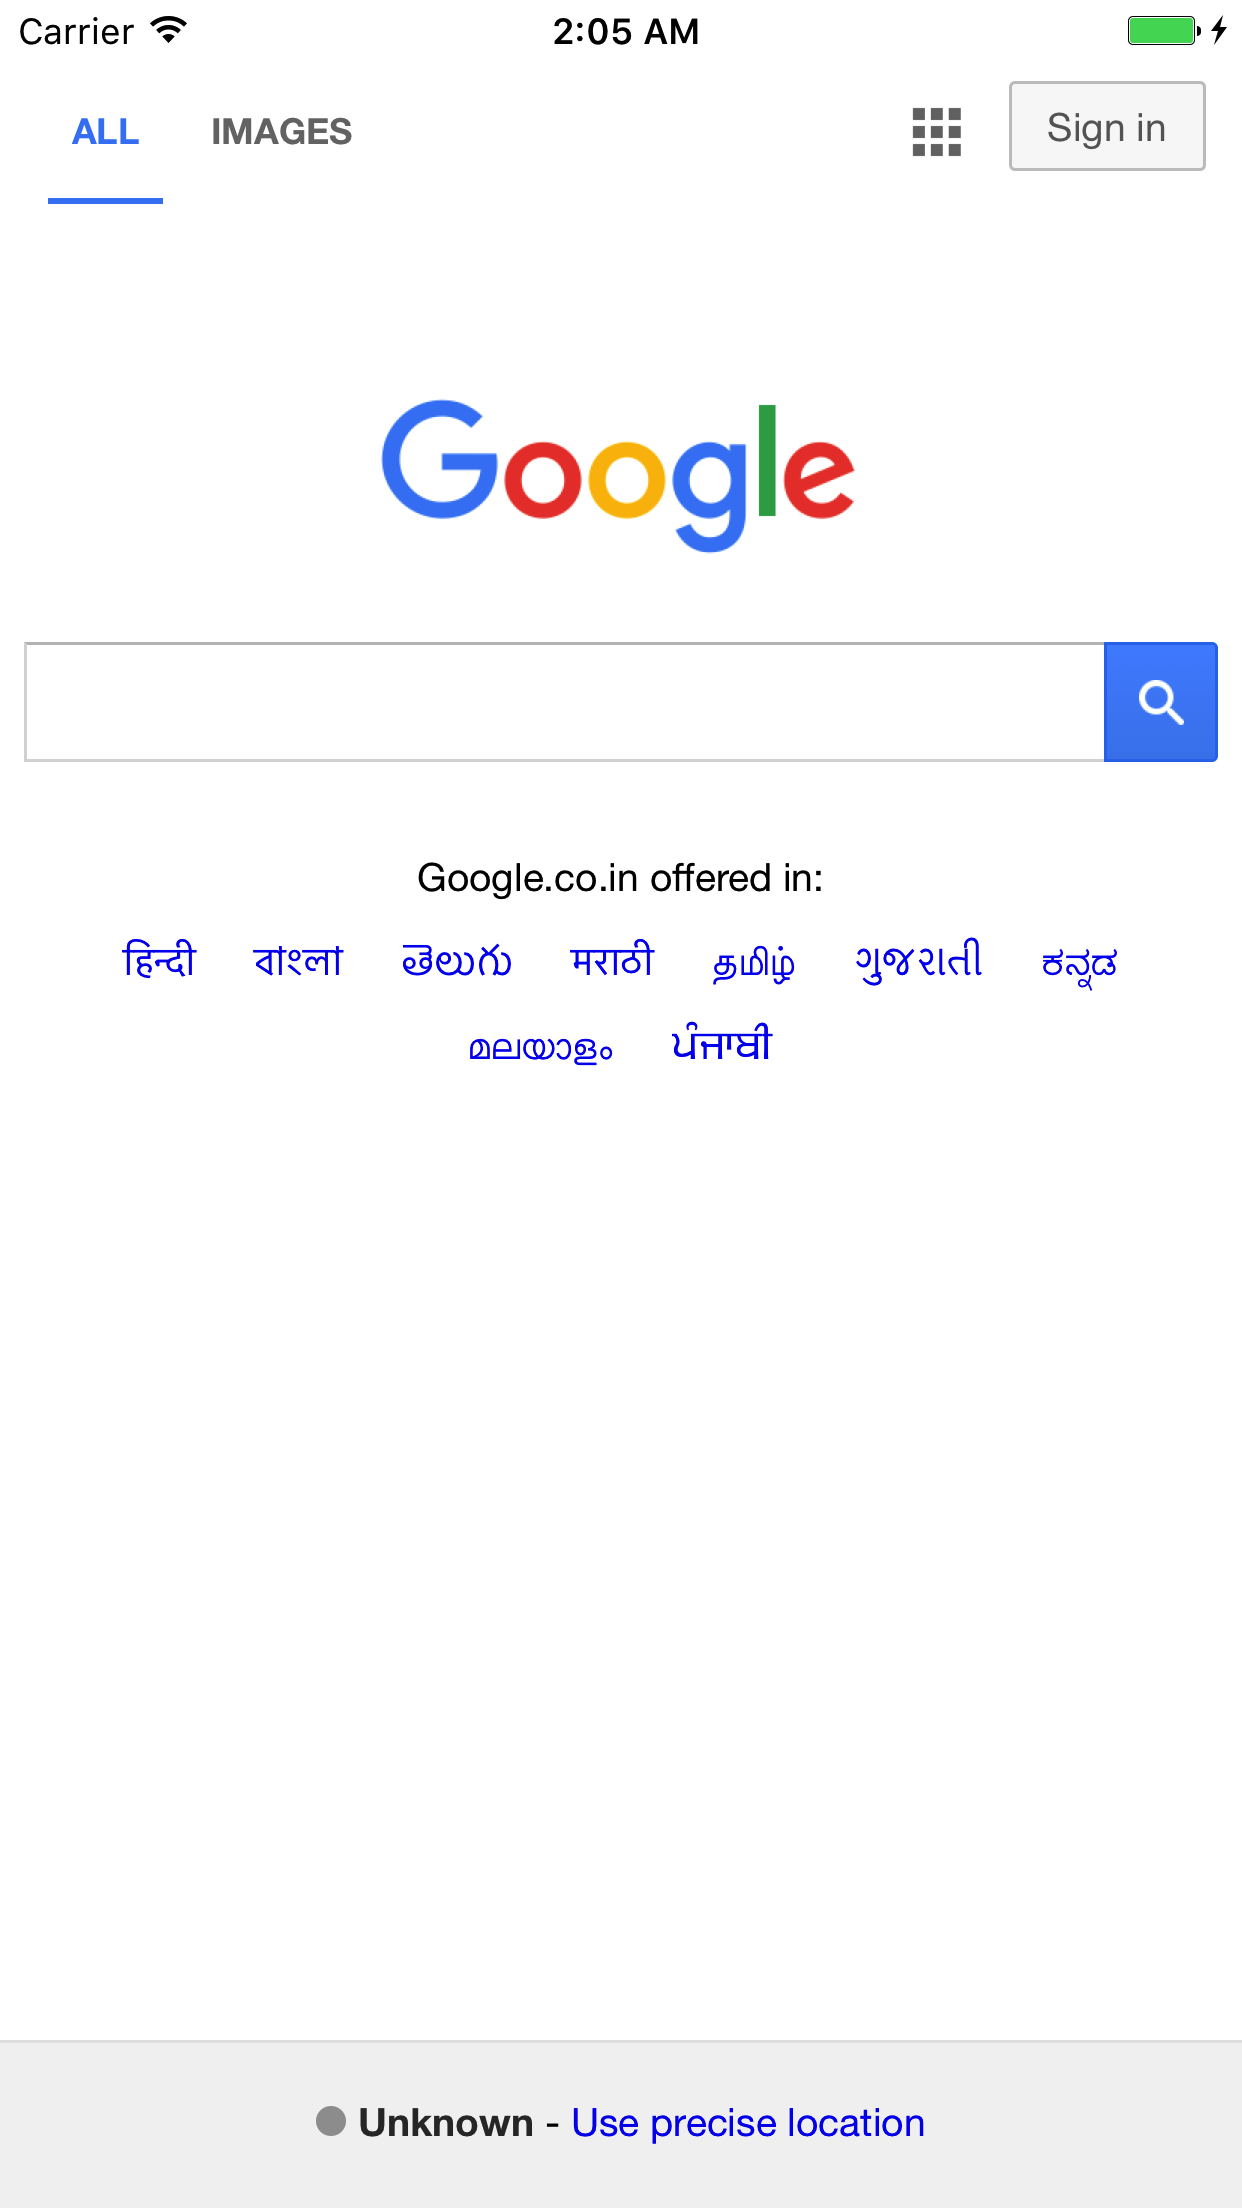 Carrier 2:05 AM
ALL IMAGES Sign in
Google
Google.co.in offered in:
हिन्दी বাংলা తెలుగు मराठी தமிழ் ગુજરાતી ಕನ್ನಡ
മലയാളം ਪੰਜਾਬੀ
Unknown - Use precise location